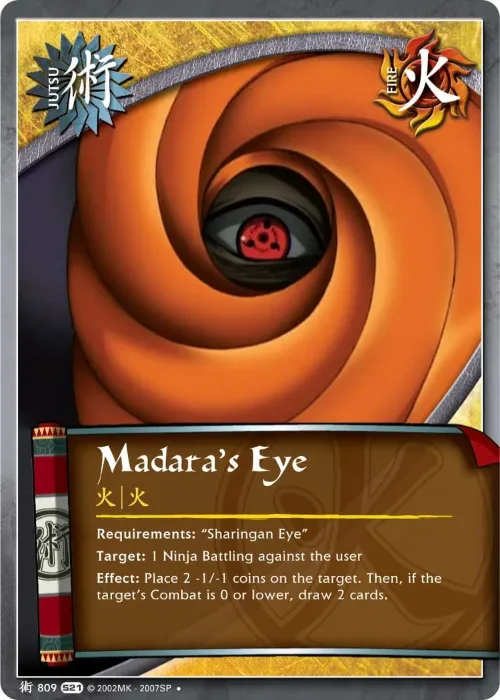 JUTSU 術
FIRE 火
Madara's Eye
火|火
Requirements: "Sharingan Eye"
Target: 1 Ninja Battling against the user
Effect: Place 2 -1/-1 coins on the target. Then, if the
target's Combat is 0 or lower, draw 2 cards.
術
術 809 S21 © 2002MK · 2007SP •